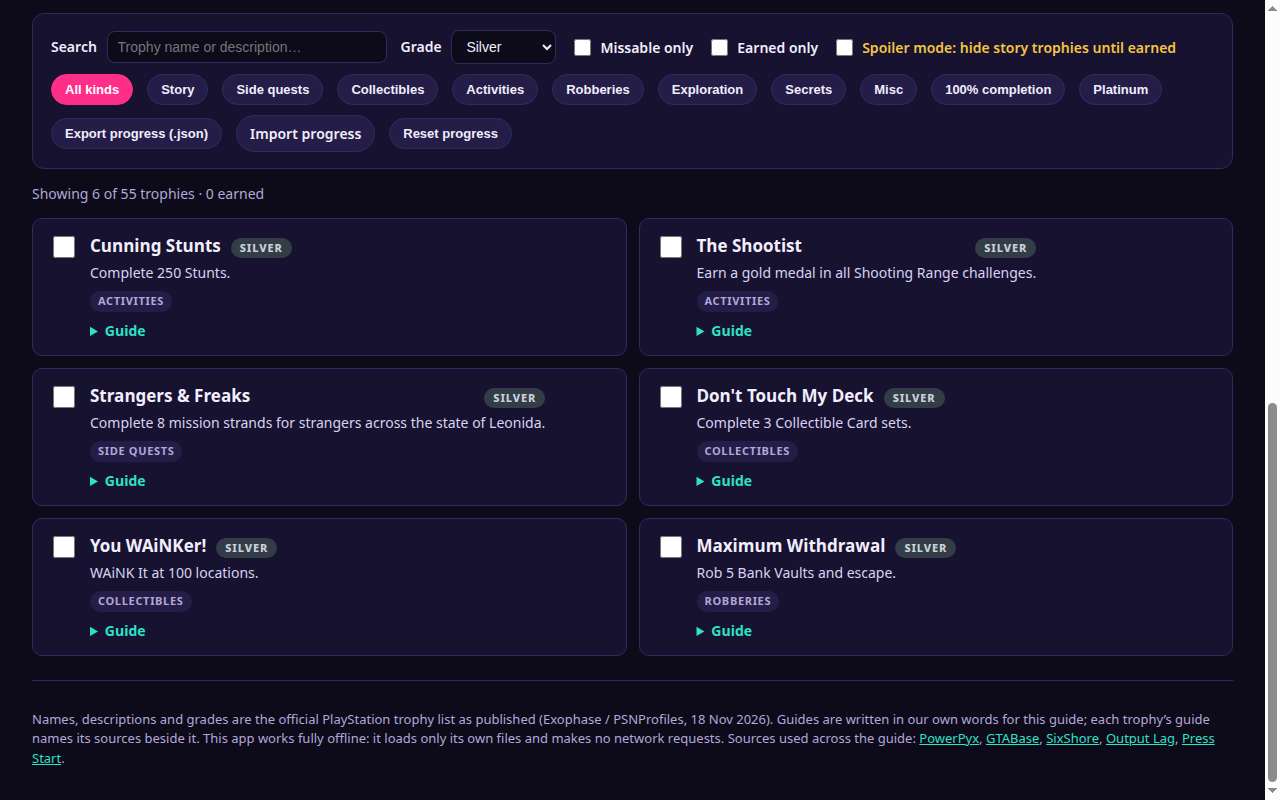 Search Trophy name or description… Grade Silver Missable only Earned only Spoiler mode: hide story trophies until earned
All kinds Story Side quests Collectibles Activities Robberies Exploration Secrets Misc 100% completion Platinum
Export progress (.json) Import progress Reset progress
Showing 6 of 55 trophies · 0 earned
Cunning Stunts SILVER
Complete 250 Stunts.
ACTIVITIES
Guide
The Shootist SILVER
Earn a gold medal in all Shooting Range challenges.
ACTIVITIES
Guide
Strangers & Freaks SILVER
Complete 8 mission strands for strangers across the state of Leonida.
SIDE QUESTS
Guide
Don't Touch My Deck SILVER
Complete 3 Collectible Card sets.
COLLECTIBLES
Guide
You WAiNKer! SILVER
WAiNK It at 100 locations.
COLLECTIBLES
Guide
Maximum Withdrawal SILVER
Rob 5 Bank Vaults and escape.
ROBBERIES
Guide
Names, descriptions and grades are the official PlayStation trophy list as published (Exophase / PSNProfiles, 18 Nov 2026). Guides are written in our own words for this guide; each trophy's guide
names its sources beside it. This app works fully offline: it loads only its own files and makes no network requests. Sources used across the guide: PowerPyx, GTABase, SixShore, Output Lag, Press
Start.